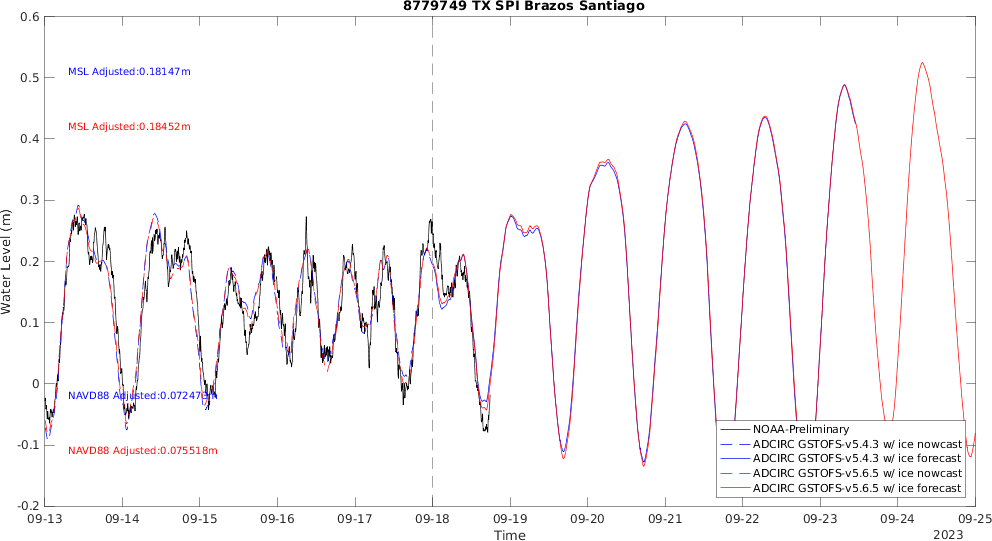 8779749 TX SPI Brazos Santiago
0.6
0.5
0.4
0.3
0.2
0.1
0
-0.1
-0.2
Water Level (m)
MSL Adjusted:0.18147m
MSL Adjusted:0.18452m
NAVD88 Adjusted:0.07247
NAVD88 Adjusted:0.075518m
NOAA-Preliminary
ADCIRC GSTOFS-v5.4.3 w/ ice nowcast
ADCIRC GSTOFS-v5.4.3 w/ ice forecast
ADCIRC GSTOFS-v5.6.5 w/ ice nowcast
ADCIRC GSTOFS-v5.6.5 w/ ice forecast
09-13 09-14 09-15 09-16 09-17 09-18 09-19 09-20 09-21 09-22 09-23 09-24 09-25
Time
2023